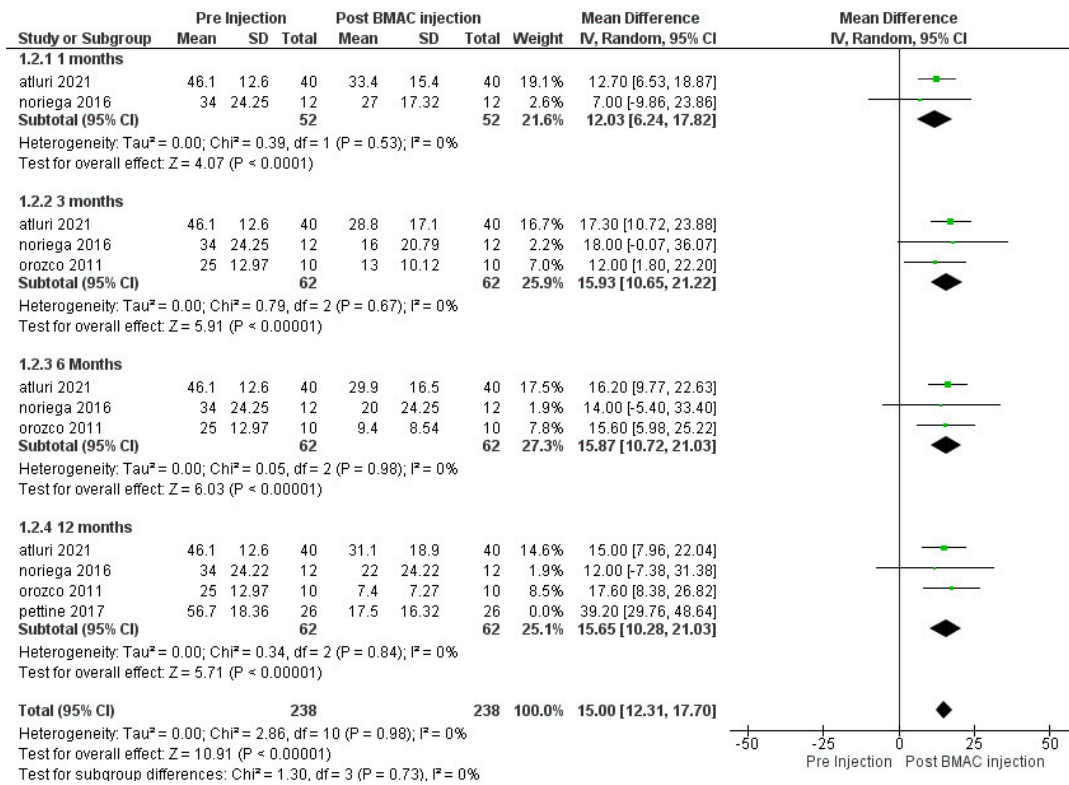 Pre Injection Post BMAC injection Mean Difference Mean Difference
Study or Subgroup Mean SD Total Mean SD Total Weight IV, Random, 95% CI IV, Random, 95% CI
1.2.1 1 months
atluri 2021 46.1 12.6 40 33.4 15.4 40 19.1% 12.70 [6.53, 18.87]
noriega 2016 34 24.25 12 27 17.32 12 2.6% 7.00 [-9.86, 23.86]
Subtotal (95% CI) 52 52 21.6% 12.03 [6.24, 17.82]
Heterogeneity: Tau² = 0.00; Chi² = 0.39, df = 1 (P = 0.53); I² = 0%
Test for overall effect: Z = 4.07 (P < 0.0001)
1.2.2 3 months
atluri 2021 46.1 12.6 40 28.8 17.1 40 16.7% 17.30 [10.72, 23.88]
noriega 2016 34 24.25 12 16 20.79 12 2.2% 18.00 [-0.07, 36.07]
orozco 2011 25 12.97 10 13 10.12 10 7.0% 12.00 [1.80, 22.20]
Subtotal (95% CI) 62 62 25.9% 15.93 [10.65, 21.22]
Heterogeneity: Tau² = 0.00; Chi² = 0.79, df = 2 (P = 0.67); I² = 0%
Test for overall effect: Z = 5.91 (P < 0.00001)
1.2.3 6 Months
atluri 2021 46.1 12.6 40 29.9 16.5 40 17.5% 16.20 [9.77, 22.63]
noriega 2016 34 24.25 12 20 24.25 12 1.9% 14.00 [-5.40, 33.40]
orozco 2011 25 12.97 10 9.4 8.54 10 7.8% 15.60 [5.98, 25.22]
Subtotal (95% CI) 62 62 27.3% 15.87 [10.72, 21.03]
Heterogeneity: Tau² = 0.00; Chi² = 0.05, df = 2 (P = 0.98); I² = 0%
Test for overall effect: Z = 6.03 (P < 0.00001)
1.2.4 12 months
atluri 2021 46.1 12.6 40 31.1 18.9 40 14.6% 15.00 [7.96, 22.04]
noriega 2016 34 24.22 12 22 24.22 12 1.9% 12.00 [-7.38, 31.38]
orozco 2011 25 12.97 10 7.4 7.27 10 8.5% 17.60 [8.38, 26.82]
pettine 2017 56.7 18.36 26 17.5 16.32 26 0.0% 39.20 [29.76, 48.64]
Subtotal (95% CI) 62 62 25.1% 15.65 [10.28, 21.03]
Heterogeneity: Tau² = 0.00; Chi² = 0.34, df = 2 (P = 0.84); I² = 0%
Test for overall effect: Z = 5.71 (P < 0.00001)
Total (95% CI) 238 238 100.0% 15.00 [12.31, 17.70]
Heterogeneity: Tau² = 0.00; Chi² = 2.86, df = 10 (P = 0.98); I² = 0%
Test for overall effect: Z = 10.91 (P < 0.00001)
Test for subgroup differences: Chi² = 1.30, df = 3 (P = 0.73), I² = 0%
-50 -25 0 25 50
Pre Injection Post BMAC injection